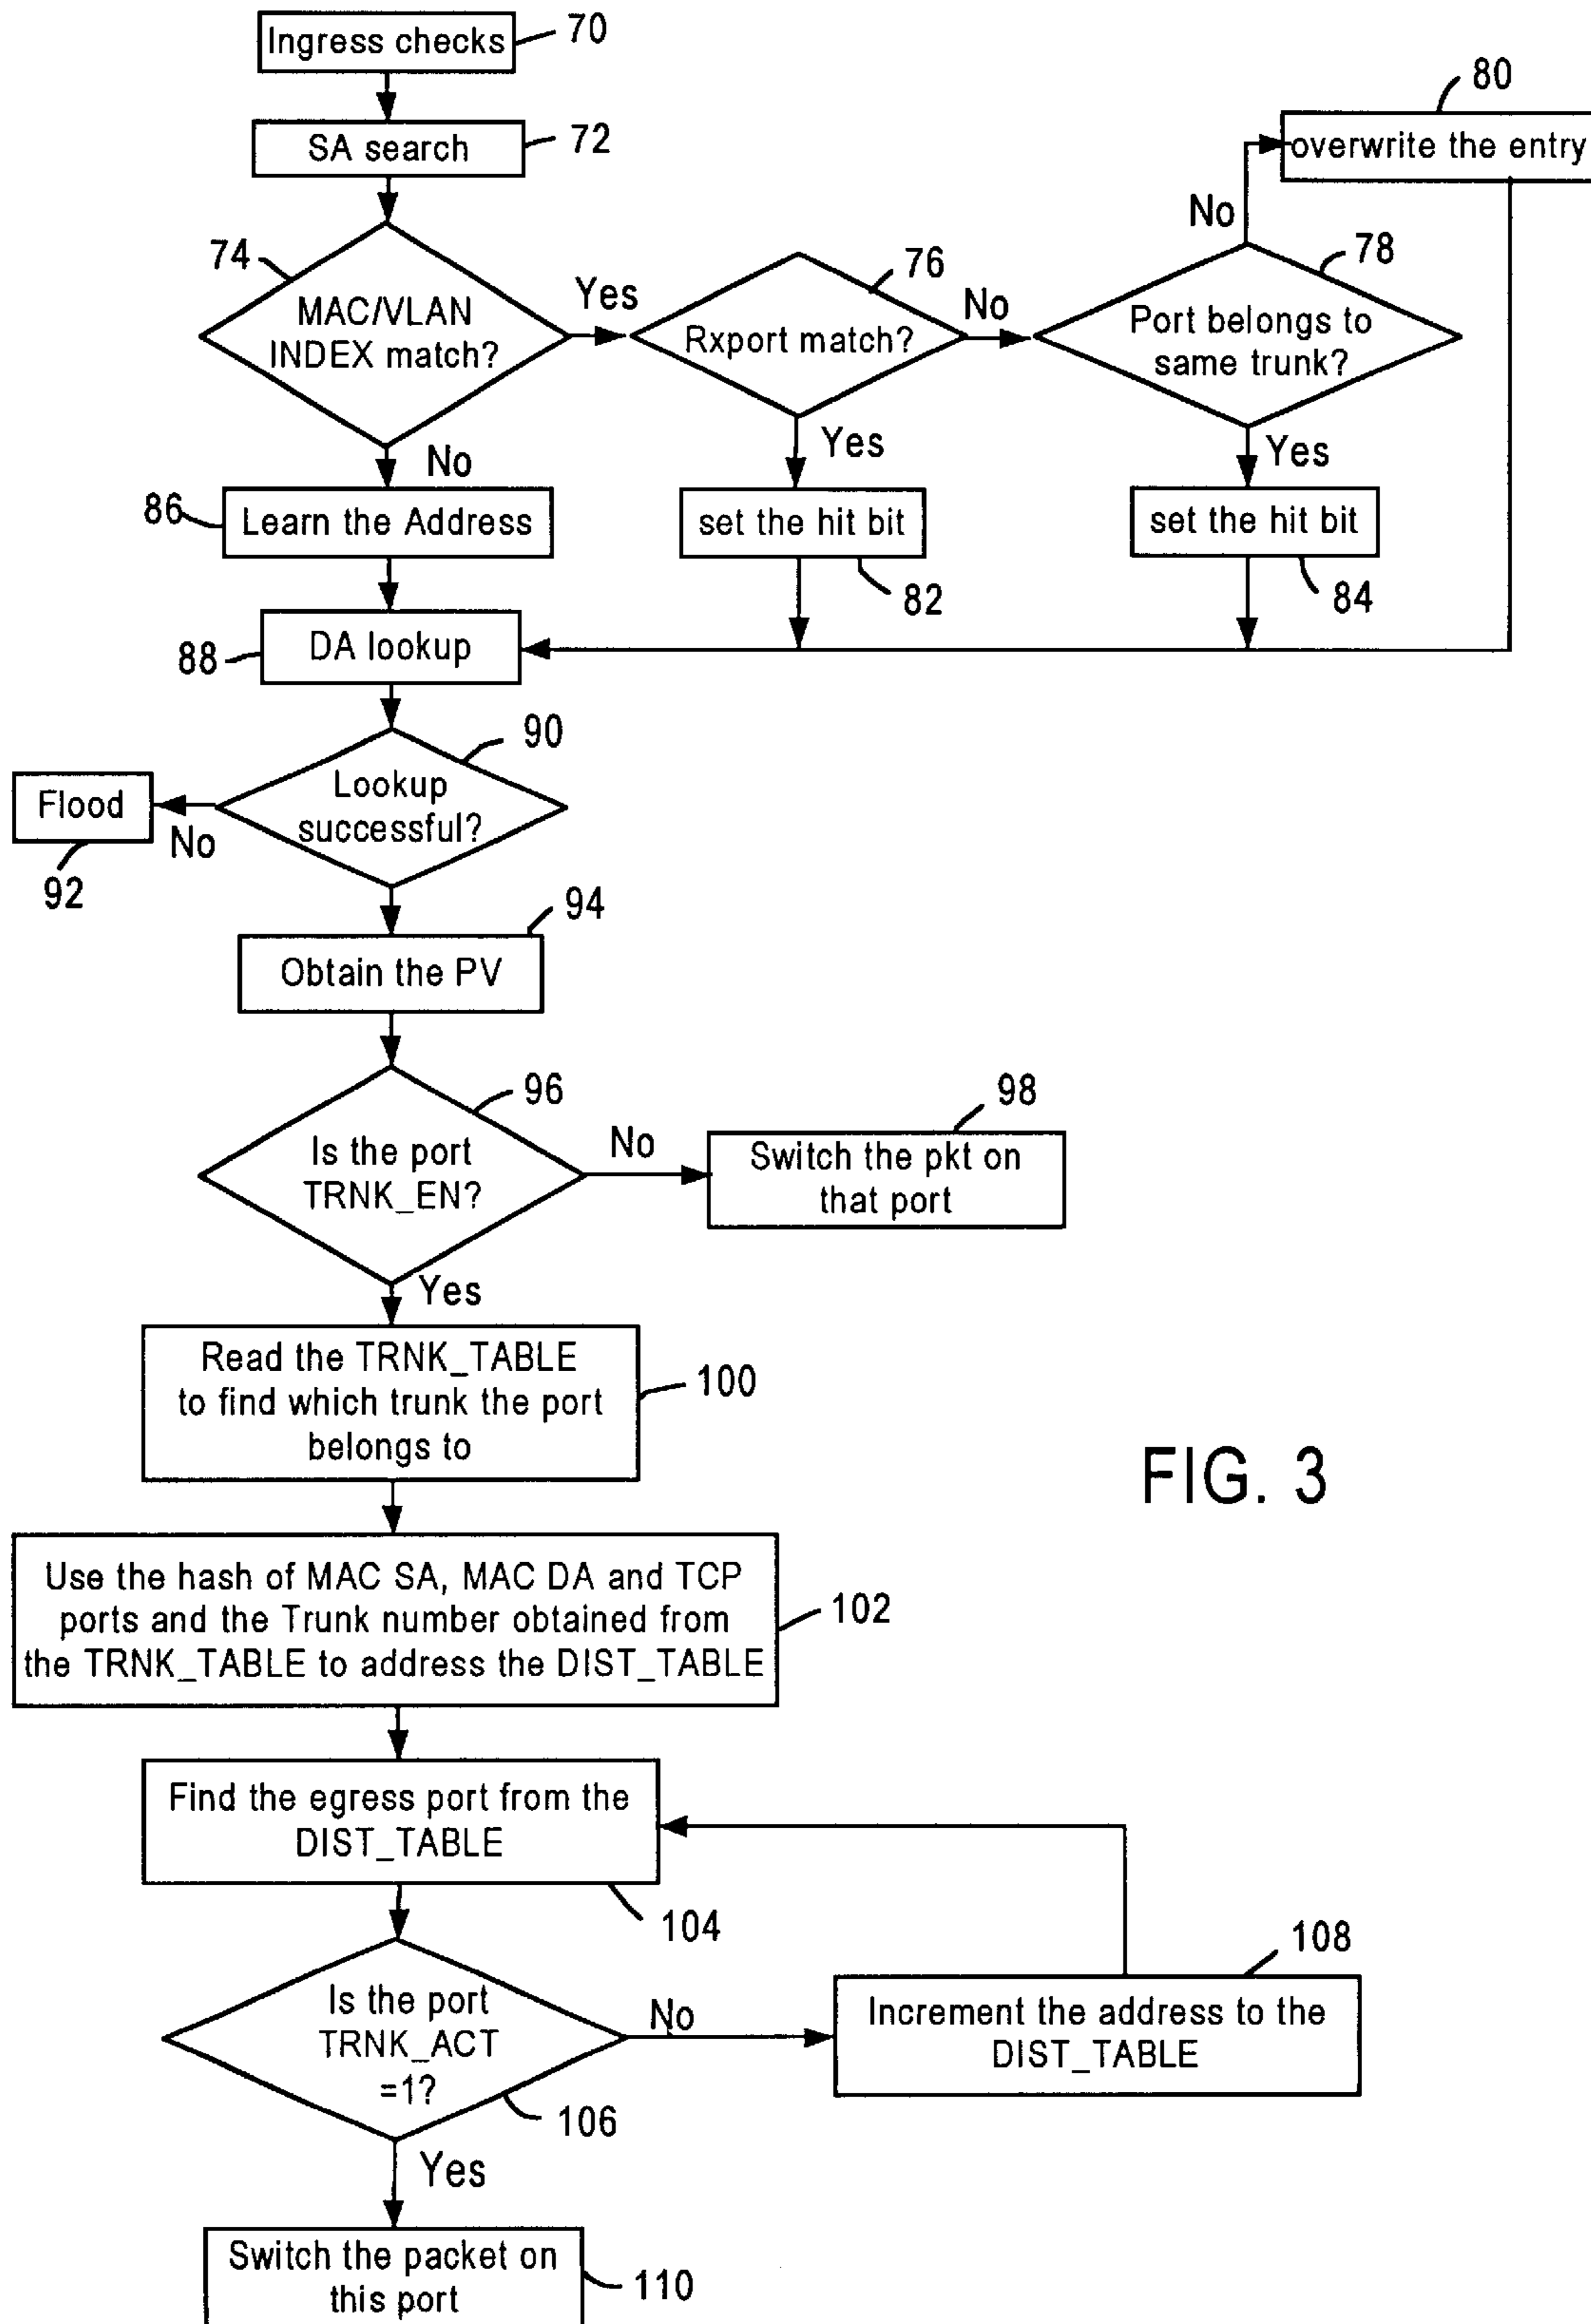 Ingress checks
70
SA search
72
80
overwrite the entry
No
74
MAC/VLAN
INDEX match?
Yes
76
Rxport match?
No
78
Port belongs to
same trunk?
No
Yes
Yes
86
Learn the Address
set the hit bit
82
set the hit bit
84
88
DA lookup
90
Lookup
successful?
Flood
No
92
94
Obtain the PV
96
Is the port
TRNK_EN?
No
98
Switch the pkt on
that port
Yes
Read the TRNK_TABLE
to find which trunk the port
belongs to
100
FIG. 3
Use the hash of MAC SA, MAC DA and TCP
ports and the Trunk number obtained from
the TRNK_TABLE to address the DIST_TABLE
102
Find the egress port from the
DIST_TABLE
104
108
Is the port
TRNK_ACT
=1?
No
Increment the address to the
DIST_TABLE
106
Yes
Switch the packet on
this port
110